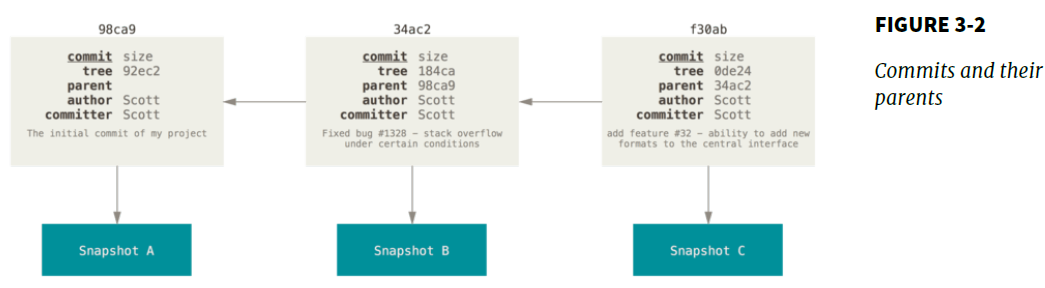 98ca9
commit size
tree 92ec2
parent
author Scott
committer Scott
The initial commit of my project
Snapshot A
34ac2
commit size
tree 184ca
parent 98ca9
author Scott
committer Scott
Fixed bug #1328 – stack overflow
under certain conditions
Snapshot B
f30ab
commit size
tree 0de24
parent 34ac2
author Scott
committer Scott
add feature #32 – ability to add new
formats to the central interface
Snapshot C
FIGURE 3-2
Commits and their
parents